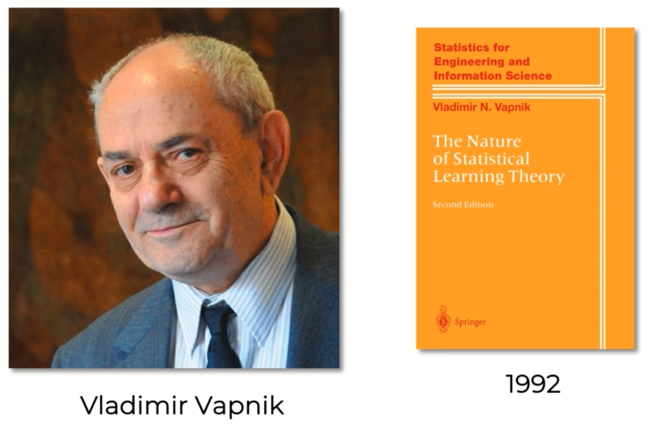 Statistics for
Engineering and
Information Science
Vladimir N. Vapnik
The Nature
of Statistical
Learning Theory
Second Edition
Springer
Vladimir Vapnik
1992